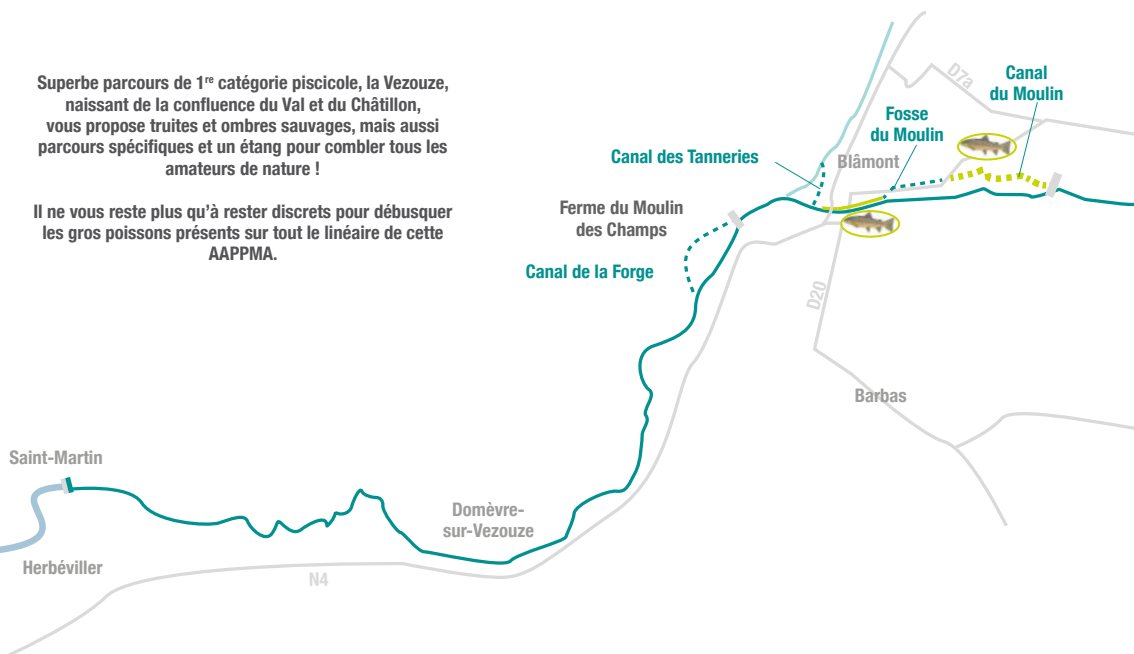 Superbe parcours de 1re catégorie piscicole, la Vezouze,
naissant de la confluence du Val et du Châtillon,
vous propose truites et ombres sauvages, mais aussi
parcours spécifiques et un étang pour combler tous les
amateurs de nature !
Il ne vous reste plus qu'à rester discrets pour débusquer
les gros poissons présents sur tout le linéaire de cette
AAPPMA.
D7a
Canal
du Moulin
Fosse
du Moulin
Canal des Tanneries
Blâmont
Ferme du Moulin
des Champs
Canal de la Forge
D20
Barbas
Saint-Martin
Domèvre-
sur-Vezouze
Herbéviller
N4